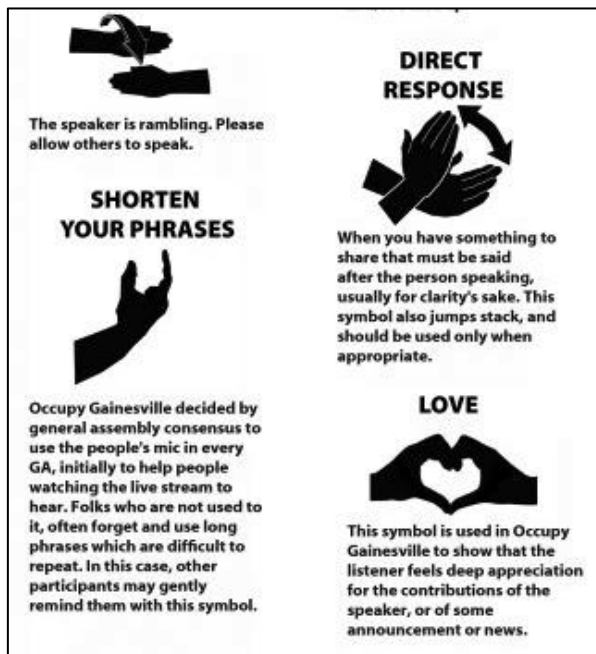 The speaker is rambling. Please
allow others to speak.
SHORTEN
YOUR PHRASES
Occupy Gainesville decided by
general assembly consensus to
use the people's mic in every
GA, initially to help people
watching the live stream to
hear. Folks who are not used to
it, often forget and use long
phrases which are difficult to
repeat. In this case, other
participants may gently
remind them with this symbol.
DIRECT
RESPONSE
When you have something to
share that must be said
after the person speaking,
usually for clarity's sake. This
symbol also jumps stack, and
should be used only when
appropriate.
LOVE
This symbol is used in Occupy
Gainesville to show that the
listener feels deep appreciation
for the contributions of the
speaker, or of some
announcement or news.